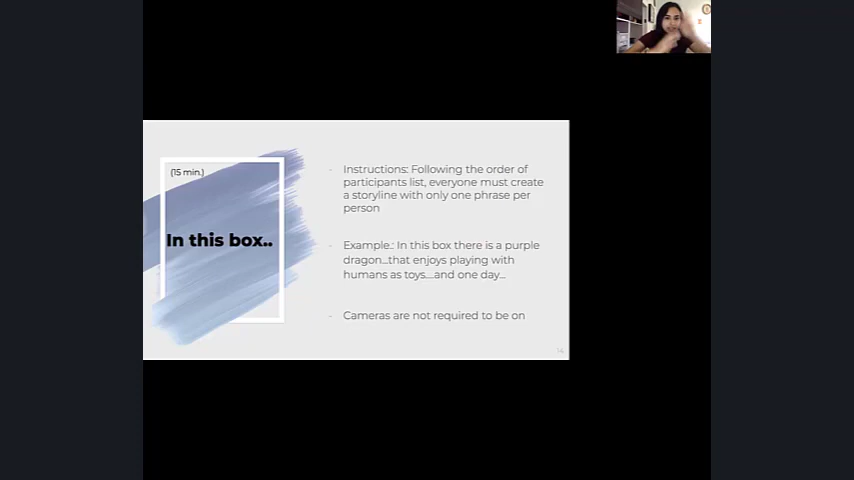 (15 min.)
In this box..
- Instructions: Following the order of
participants list, everyone must create
a storyline with only one phrase per
person
- Example.: In this box there is a purple
dragon...that enjoys playing with
humans as toys....and one day...
- Cameras are not required to be on